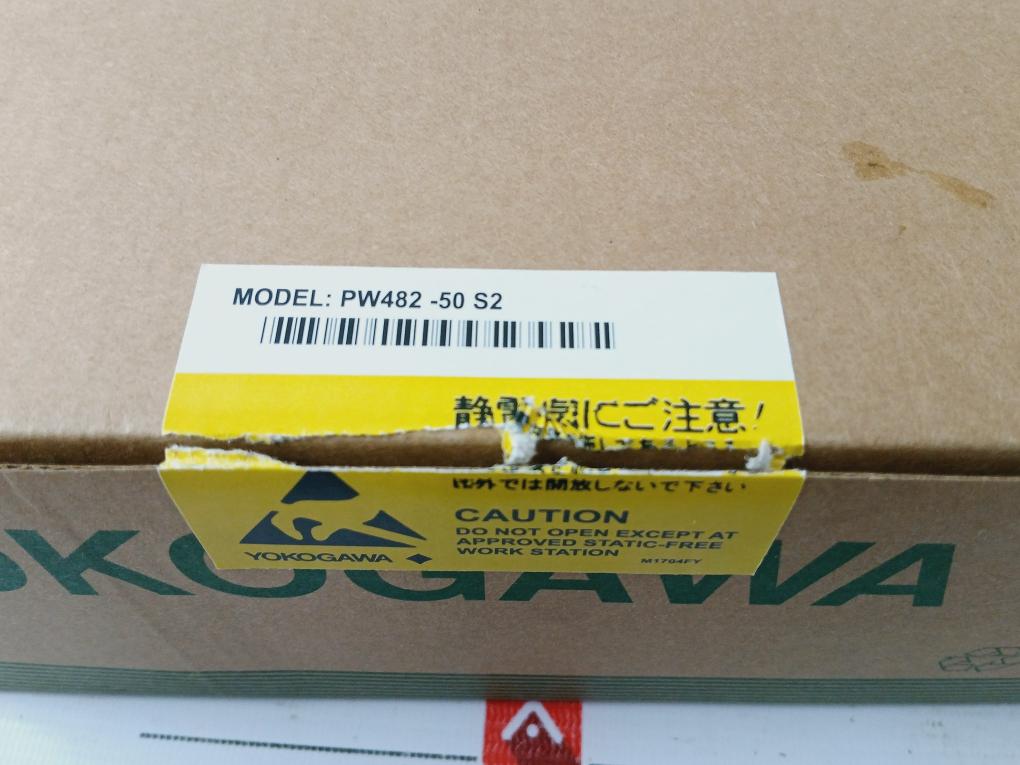 MODEL: PW482 -50 S2
静電気にご注意!
以外では開放しないで下さい
CAUTION
DO NOT OPEN EXCEPT AT
APPROVED STATIC-FREE
WORK STATION
YOKOGAWA
M1704FY
OKOGAWA